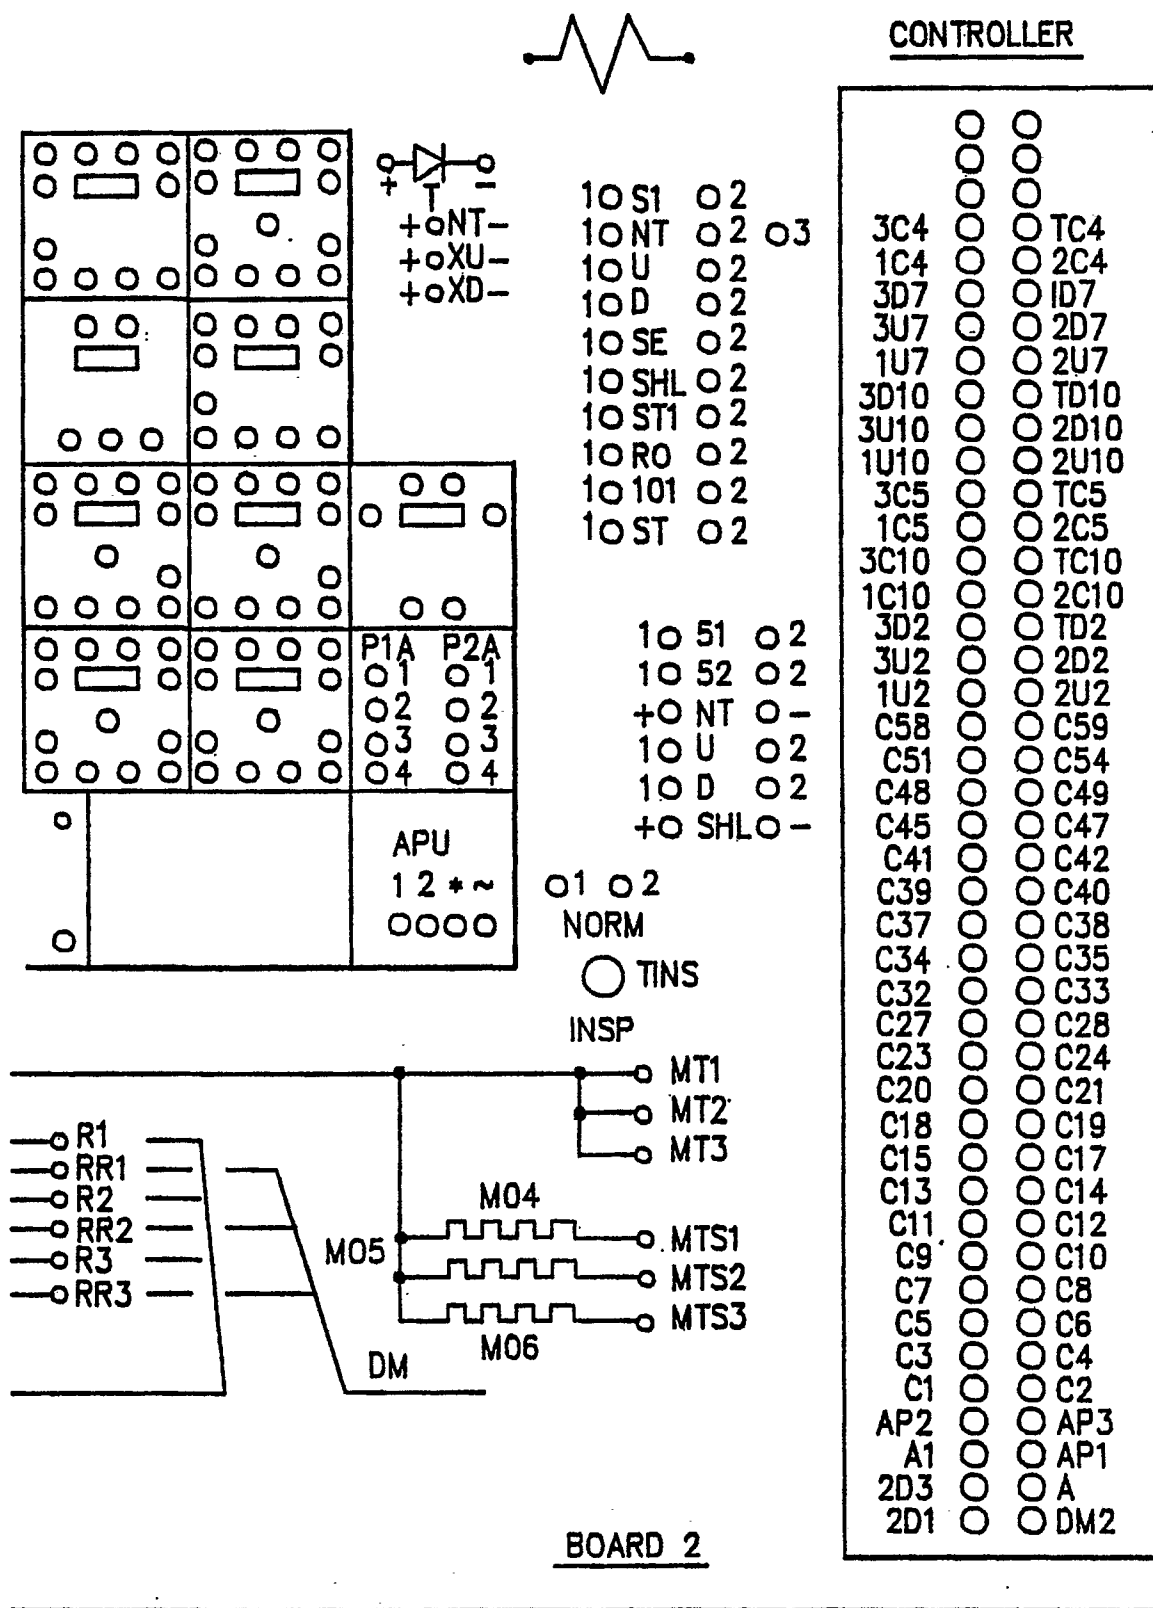 CONTROLLER
+ T -
+ NT -
+ XU -
+ XD -
1 S1 2
1 NT 2 3
1 U 2
1 D 2
1 SE 2
1 SHL 2
1 ST1 2
1 RO 2
1 101 2
1 ST 2
1 51 2
1 52 2
+ NT -
1 U 2
1 D 2
+ SHL -
P1A P2A
1 1
2 2
3 3
4 4
APU
1 2 * ~
1 2
NORM
TINS
INSP
MT1
MT2
MT3
R1
RR1
R2
RR2
R3
RR3
M04
M05
M06
MTS1
MTS2
MTS3
DM
3C4 TC4
1C4 2C4
3D7 ID7
3U7 2D7
1U7 2U7
3D10 TD10
3U10 2D10
1U10 2U10
3C5 TC5
1C5 2C5
3C10 TC10
1C10 2C10
3D2 TD2
3U2 2D2
1U2 2U2
C58 C59
C51 C54
C48 C49
C45 C47
C41 C42
C39 C40
C37 C38
C34 C35
C32 C33
C27 C28
C23 C24
C20 C21
C18 C19
C15 C17
C13 C14
C11 C12
C9 C10
C7 C8
C5 C6
C3 C4
C1 C2
AP2 AP3
A1 AP1
2D3 A
2D1 DM2
BOARD 2